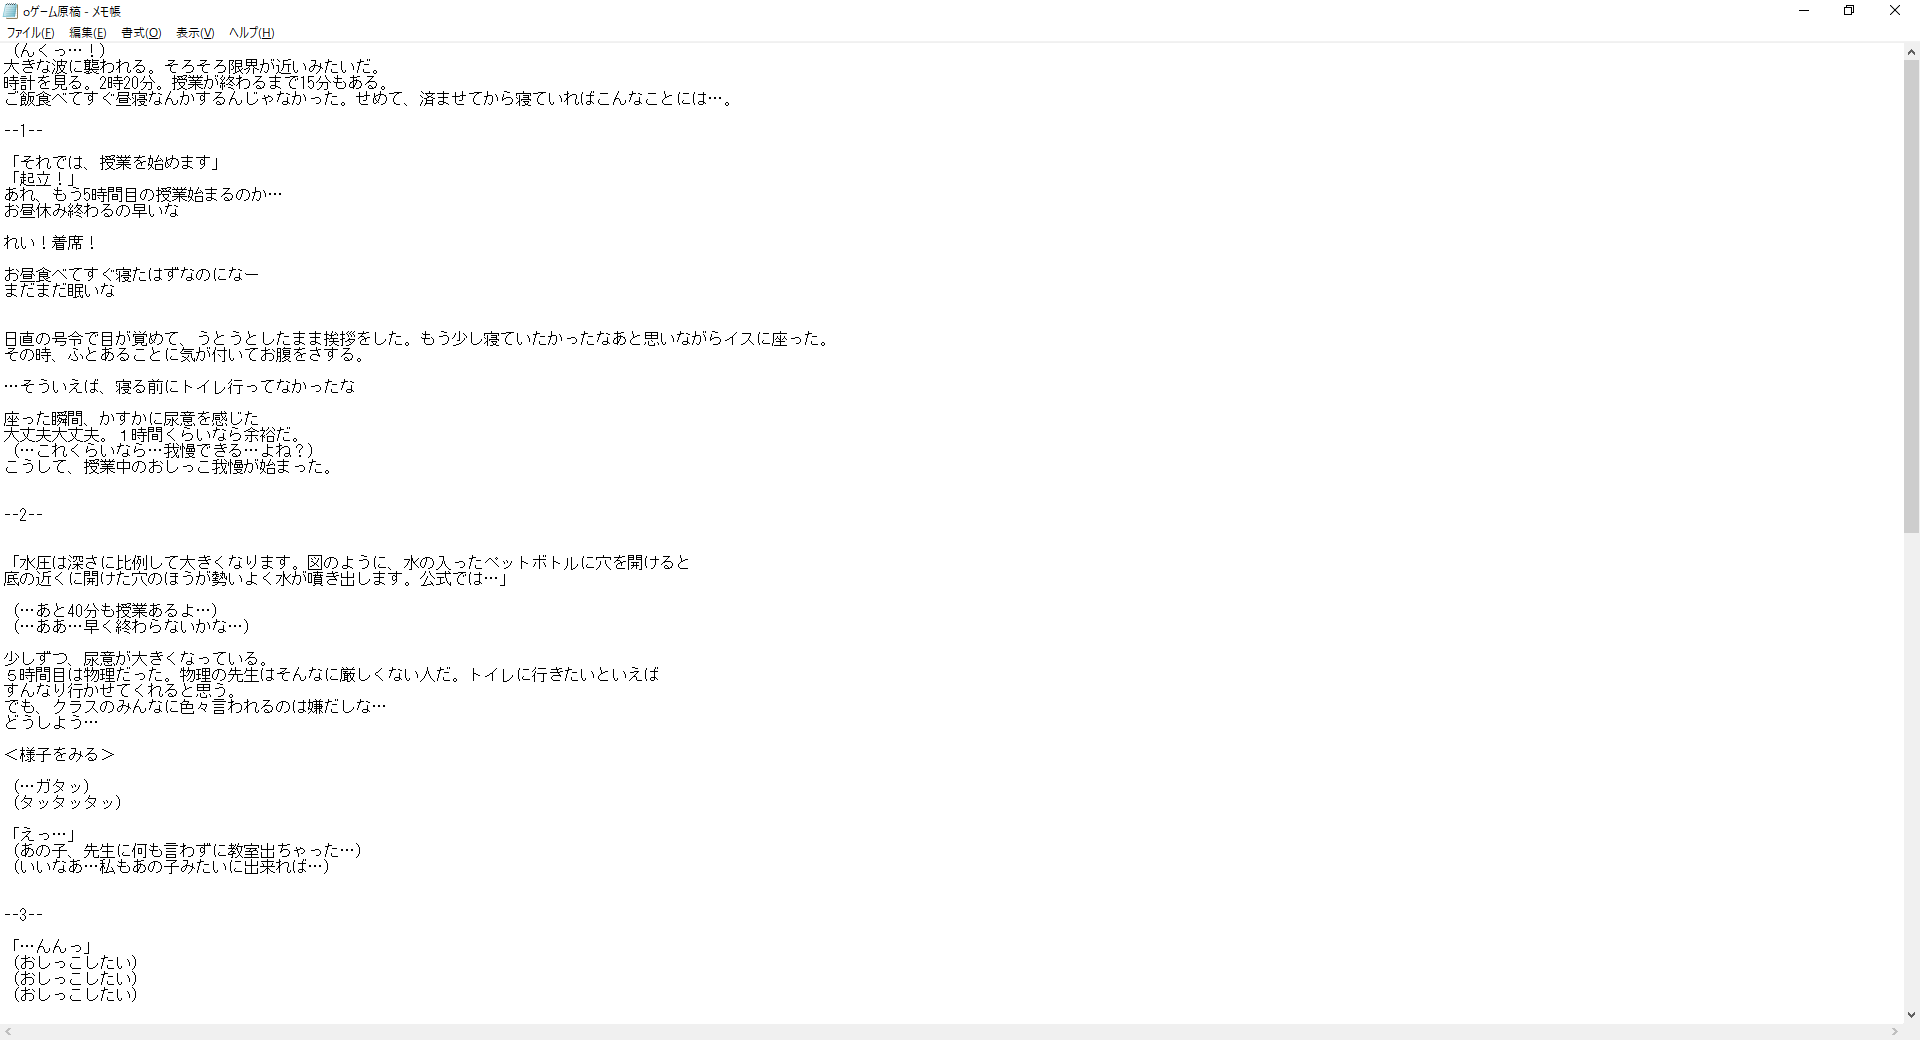 oゲーム原稿 - メモ帳
ファイル(F) 編集(E) 書式(O) 表示(V) ヘルプ(H)
（んくっ…！）
大きな波に襲われる。そろそろ限界が近いみたいだ。
時計を見る。2時20分。授業が終わるまで15分もある。
ご飯食べてすぐ昼寝なんかするんじゃなかった。せめて、済ませてから寝ていればこんなことには…。
--1--
「それでは、授業を始めます」
「起立！」
あれ、もう5時間目の授業始まるのか…
お昼休み終わるの早いな
れい！着席！
お昼食べてすぐ寝たはずなのになー
まだまだ眠いな
日直の号令で目が覚めて、うとうとしたまま挨拶をした。もう少し寝ていたかったなあと思いながらイスに座った。
その時、ふとあることに気が付いてお腹をさする。
…そういえば、寝る前にトイレ行ってなかったな
座った瞬間、かすかに尿意を感じた
大丈夫大丈夫。１時間くらいなら余裕だ。
（…これくらいなら…我慢できる…よね？）
こうして、授業中のおしっこ我慢が始まった。
--2--
「水圧は深さに比例して大きくなります。図のように、水の入ったペットボトルに穴を開けると
底の近くに開けた穴のほうが勢いよく水が噴き出します。公式では…」
（…あと40分も授業あるよ…）
（…ああ…早く終わらないかな…）
少しずつ、尿意が大きくなっている。
５時間目は物理だった。物理の先生はそんなに厳しくない人だ。トイレに行きたいといえば
すんなり行かせてくれると思う。
でも、クラスのみんなに色々言われるのは嫌だしな…
どうしよう…
＜様子をみる＞
（…ガタッ）
（タッタッタッ）
「えっ…」
（あの子、先生に何も言わずに教室出ちゃった…）
（いいなあ…私もあの子みたいに出来れば…）
--3--
「…んんっ」
（おしっこしたい）
（おしっこしたい）
（おしっこしたい）